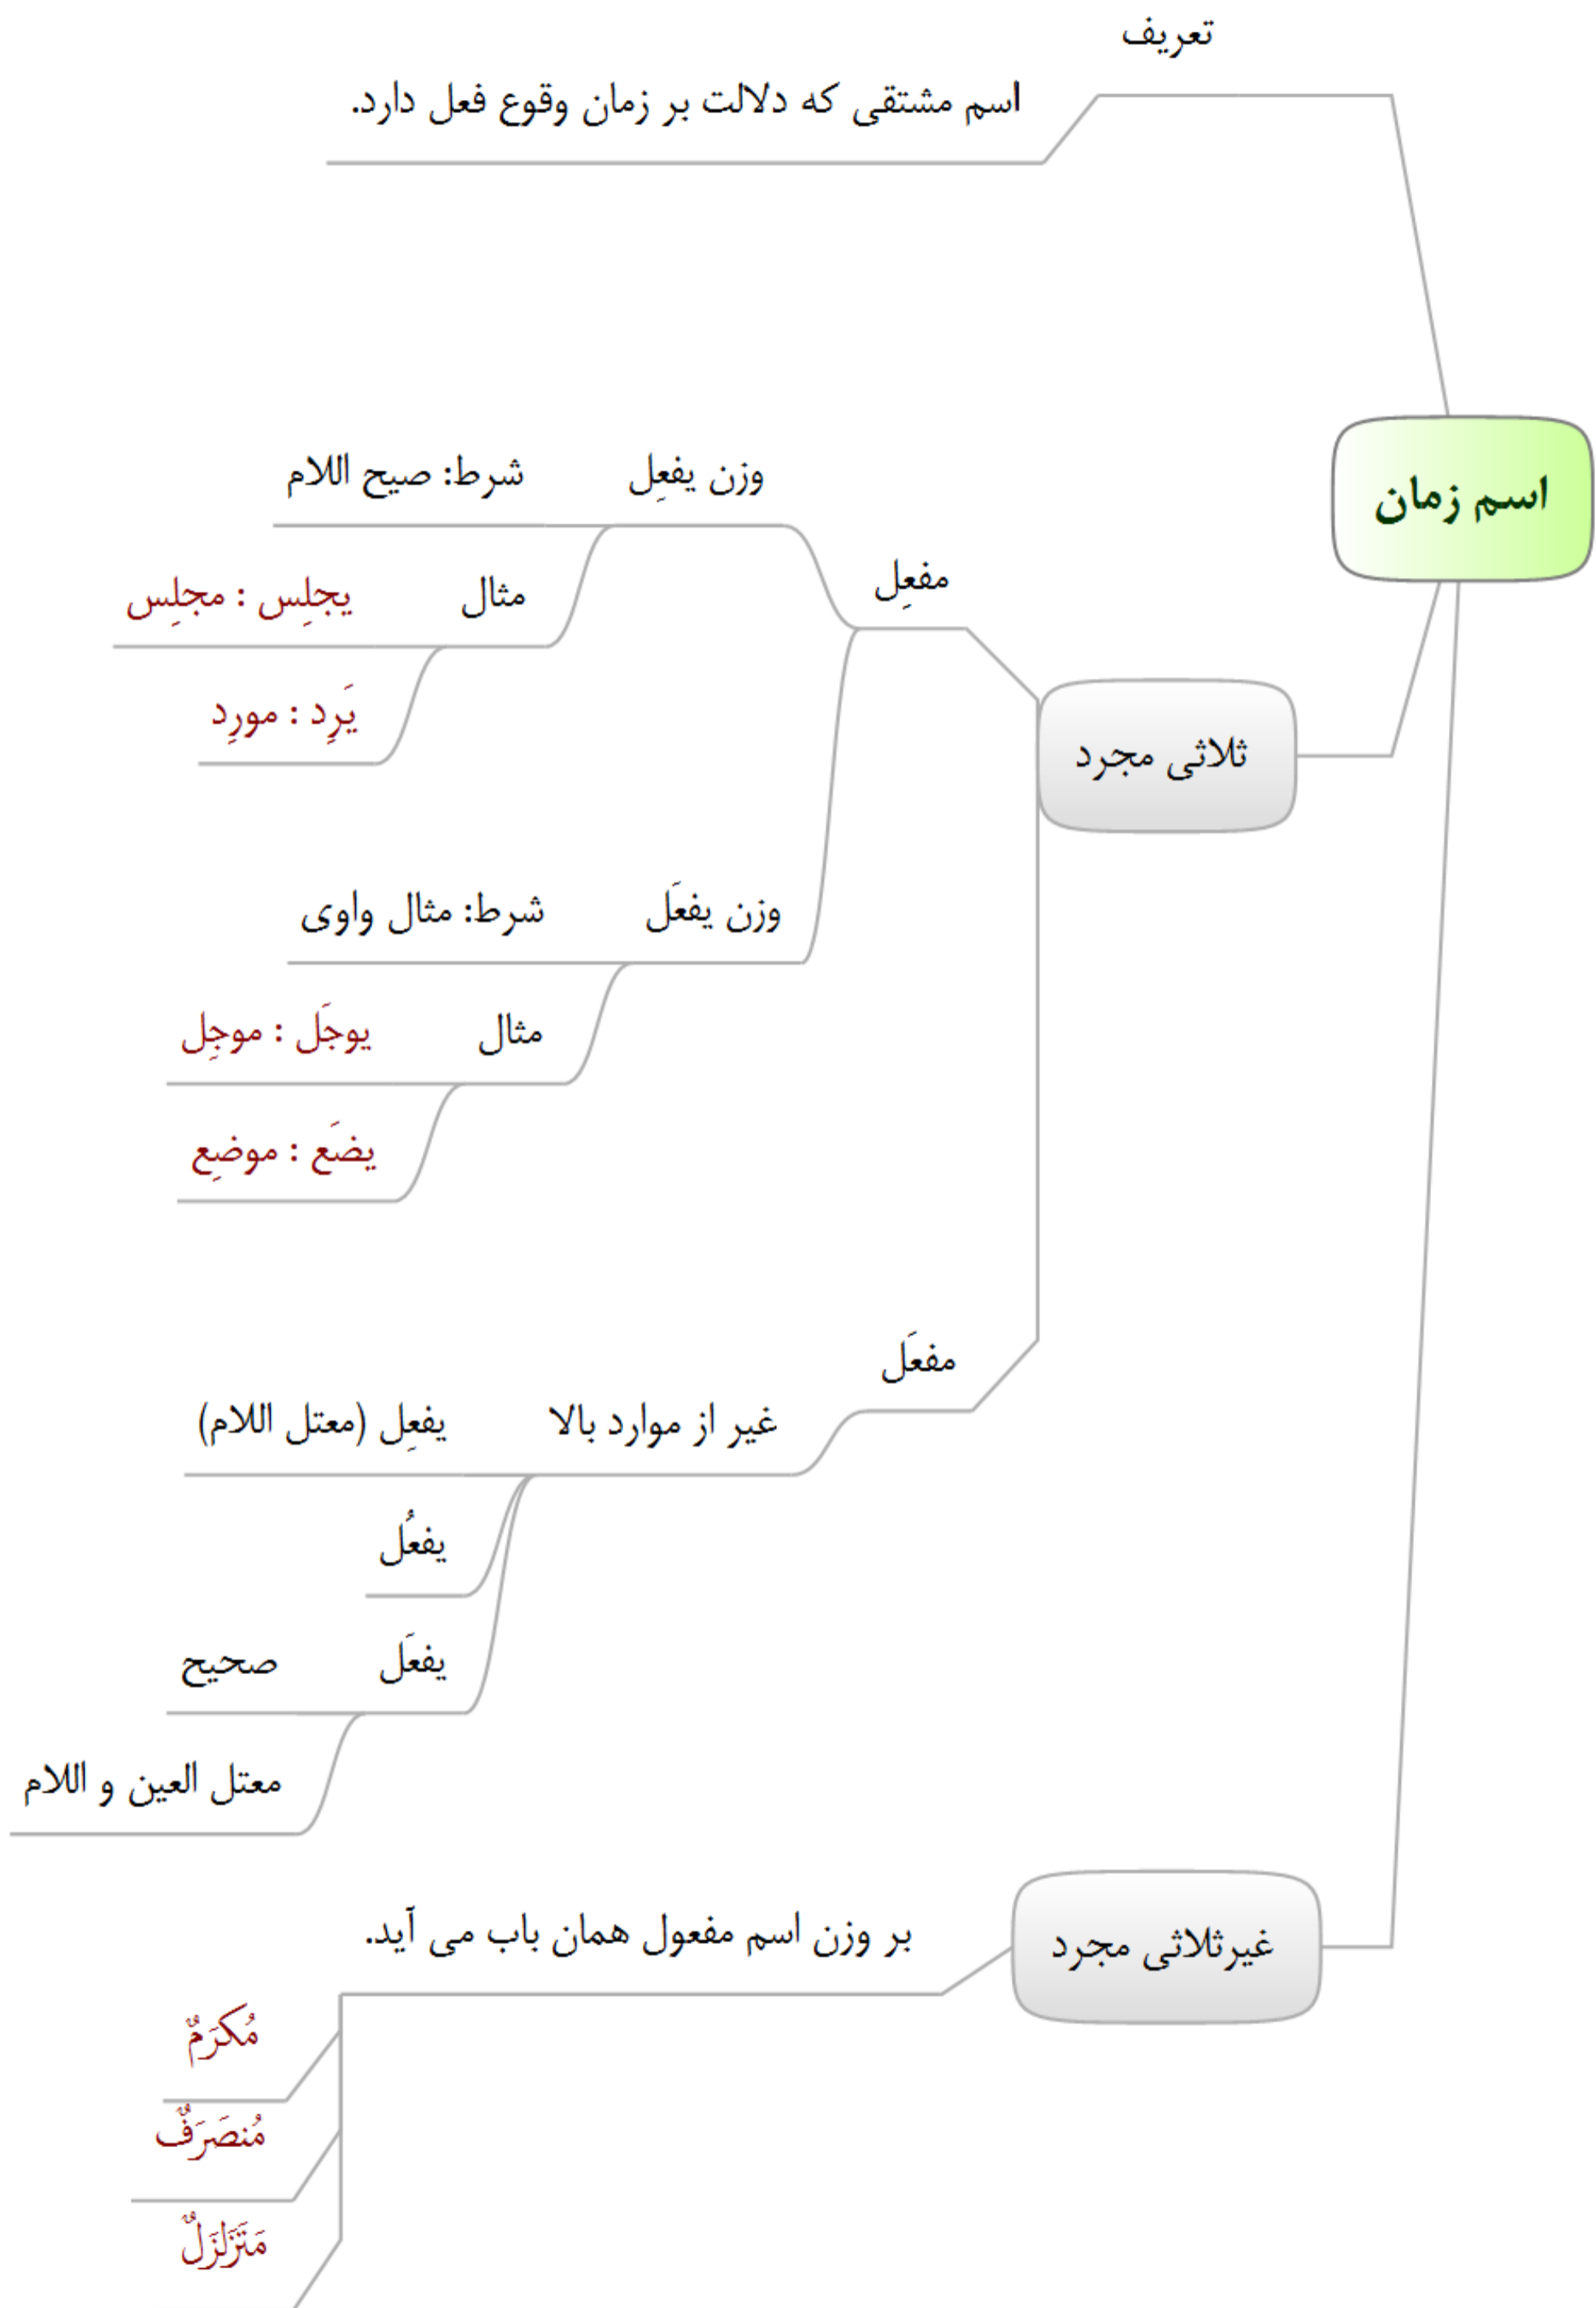 تعریف
اسم مشتقی که دلالت بر زمان وقوع فعل دارد.
اسم زمان
ثلاثی مجرد
مفعِل
وزن یفعِل
شرط: صیح اللام
مثال
یجلِس : مجلِس
یَرِد : مورِد
وزن یفعَل
شرط: مثال واوی
مثال
یوجَل : موجِل
یضَع : موضِع
مفعَل
غیر از موارد بالا
یفعِل (معتل اللام)
یفعُل
یفعَل
صحیح
معتل العین و اللام
غیرثلاثی مجرد
بر وزن اسم مفعول همان باب می آید.
مُکرَمٌ
مُنصَرَفٌ
مَتَزَلزَلٌ